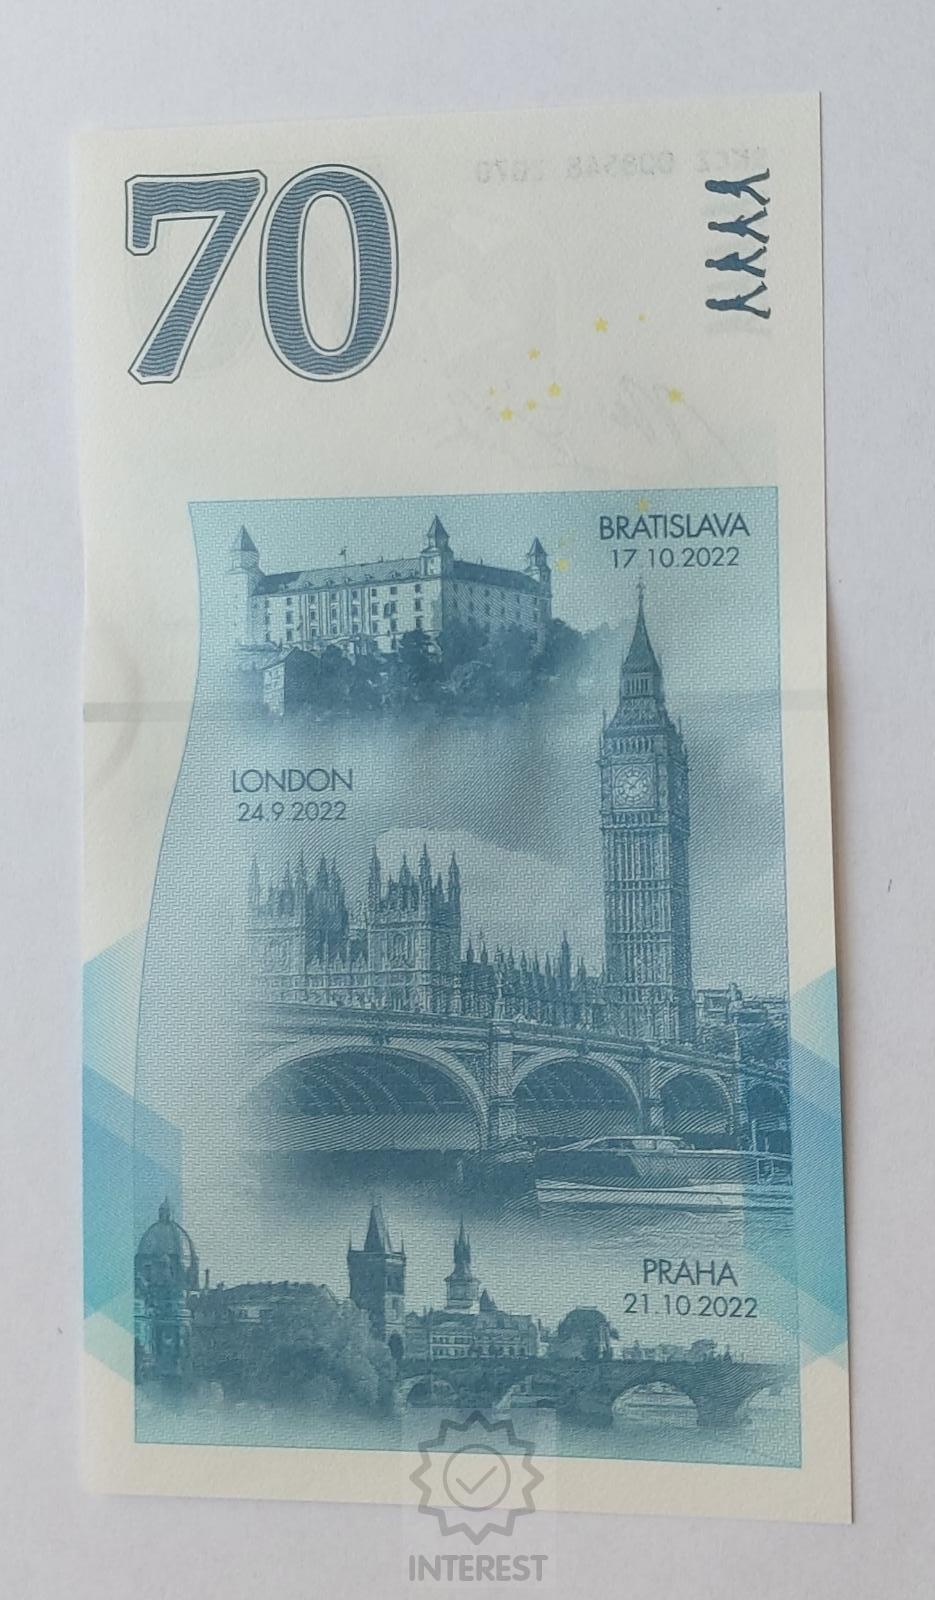 70
BRATISLAVA
17.10.2022
LONDON
24.9.2022
PRAHA
21.10.2022
INTEREST